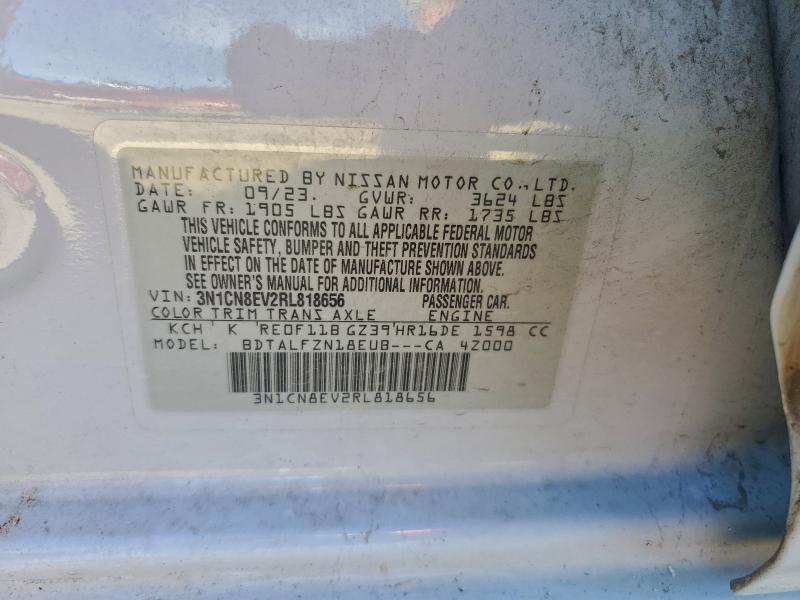 MANUFACTURED BY NISSAN MOTOR CO., LTD.
DATE: 09/23. GVWR: 3624 LBS
GAWR FR: 1905 LBS GAWR RR: 1735 LBS
THIS VEHICLE CONFORMS TO ALL APPLICABLE FEDERAL MOTOR
VEHICLE SAFETY, BUMPER AND THEFT PREVENTION STANDARDS
IN EFFECT ON THE DATE OF MANUFACTURE SHOWN ABOVE.
SEE OWNER'S MANUAL FOR ADDITIONAL INFORMATION.
VIN: 3N1CN8EV2RL818656 PASSENGER CAR.
COLOR TRIM TRANS AXLE ENGINE
KCH' K 'RE0F11B GZ39'HR16DE 1598 CC
MODEL: BDTALFZN18EUB---CA 4Z000
3N1CN8EV2RL818656